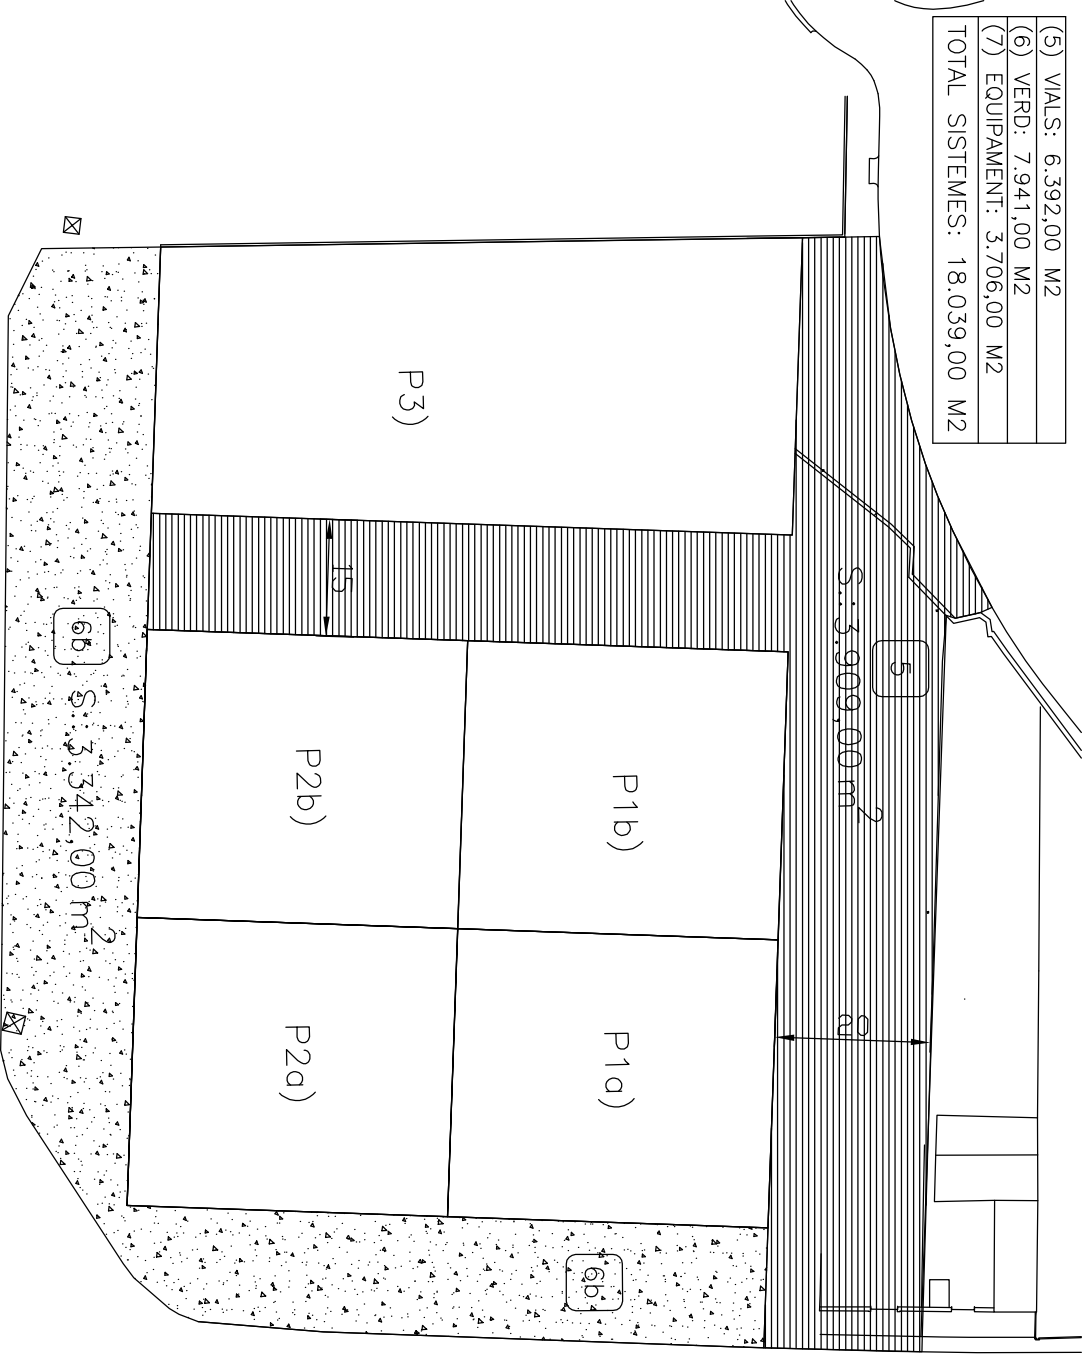 (5) VIALS: 6.392,00 M2
(6) VERD: 7.941,00 M2
(7) EQUIPAMENT: 3.706,00 M2
TOTAL SISTEMES: 18.039,00 M2
P3)
15
5
S.:3.909,00 m2
6b
S.:3.342,00 m2
P1b)
P2b)
P1a)
P2a)
6b